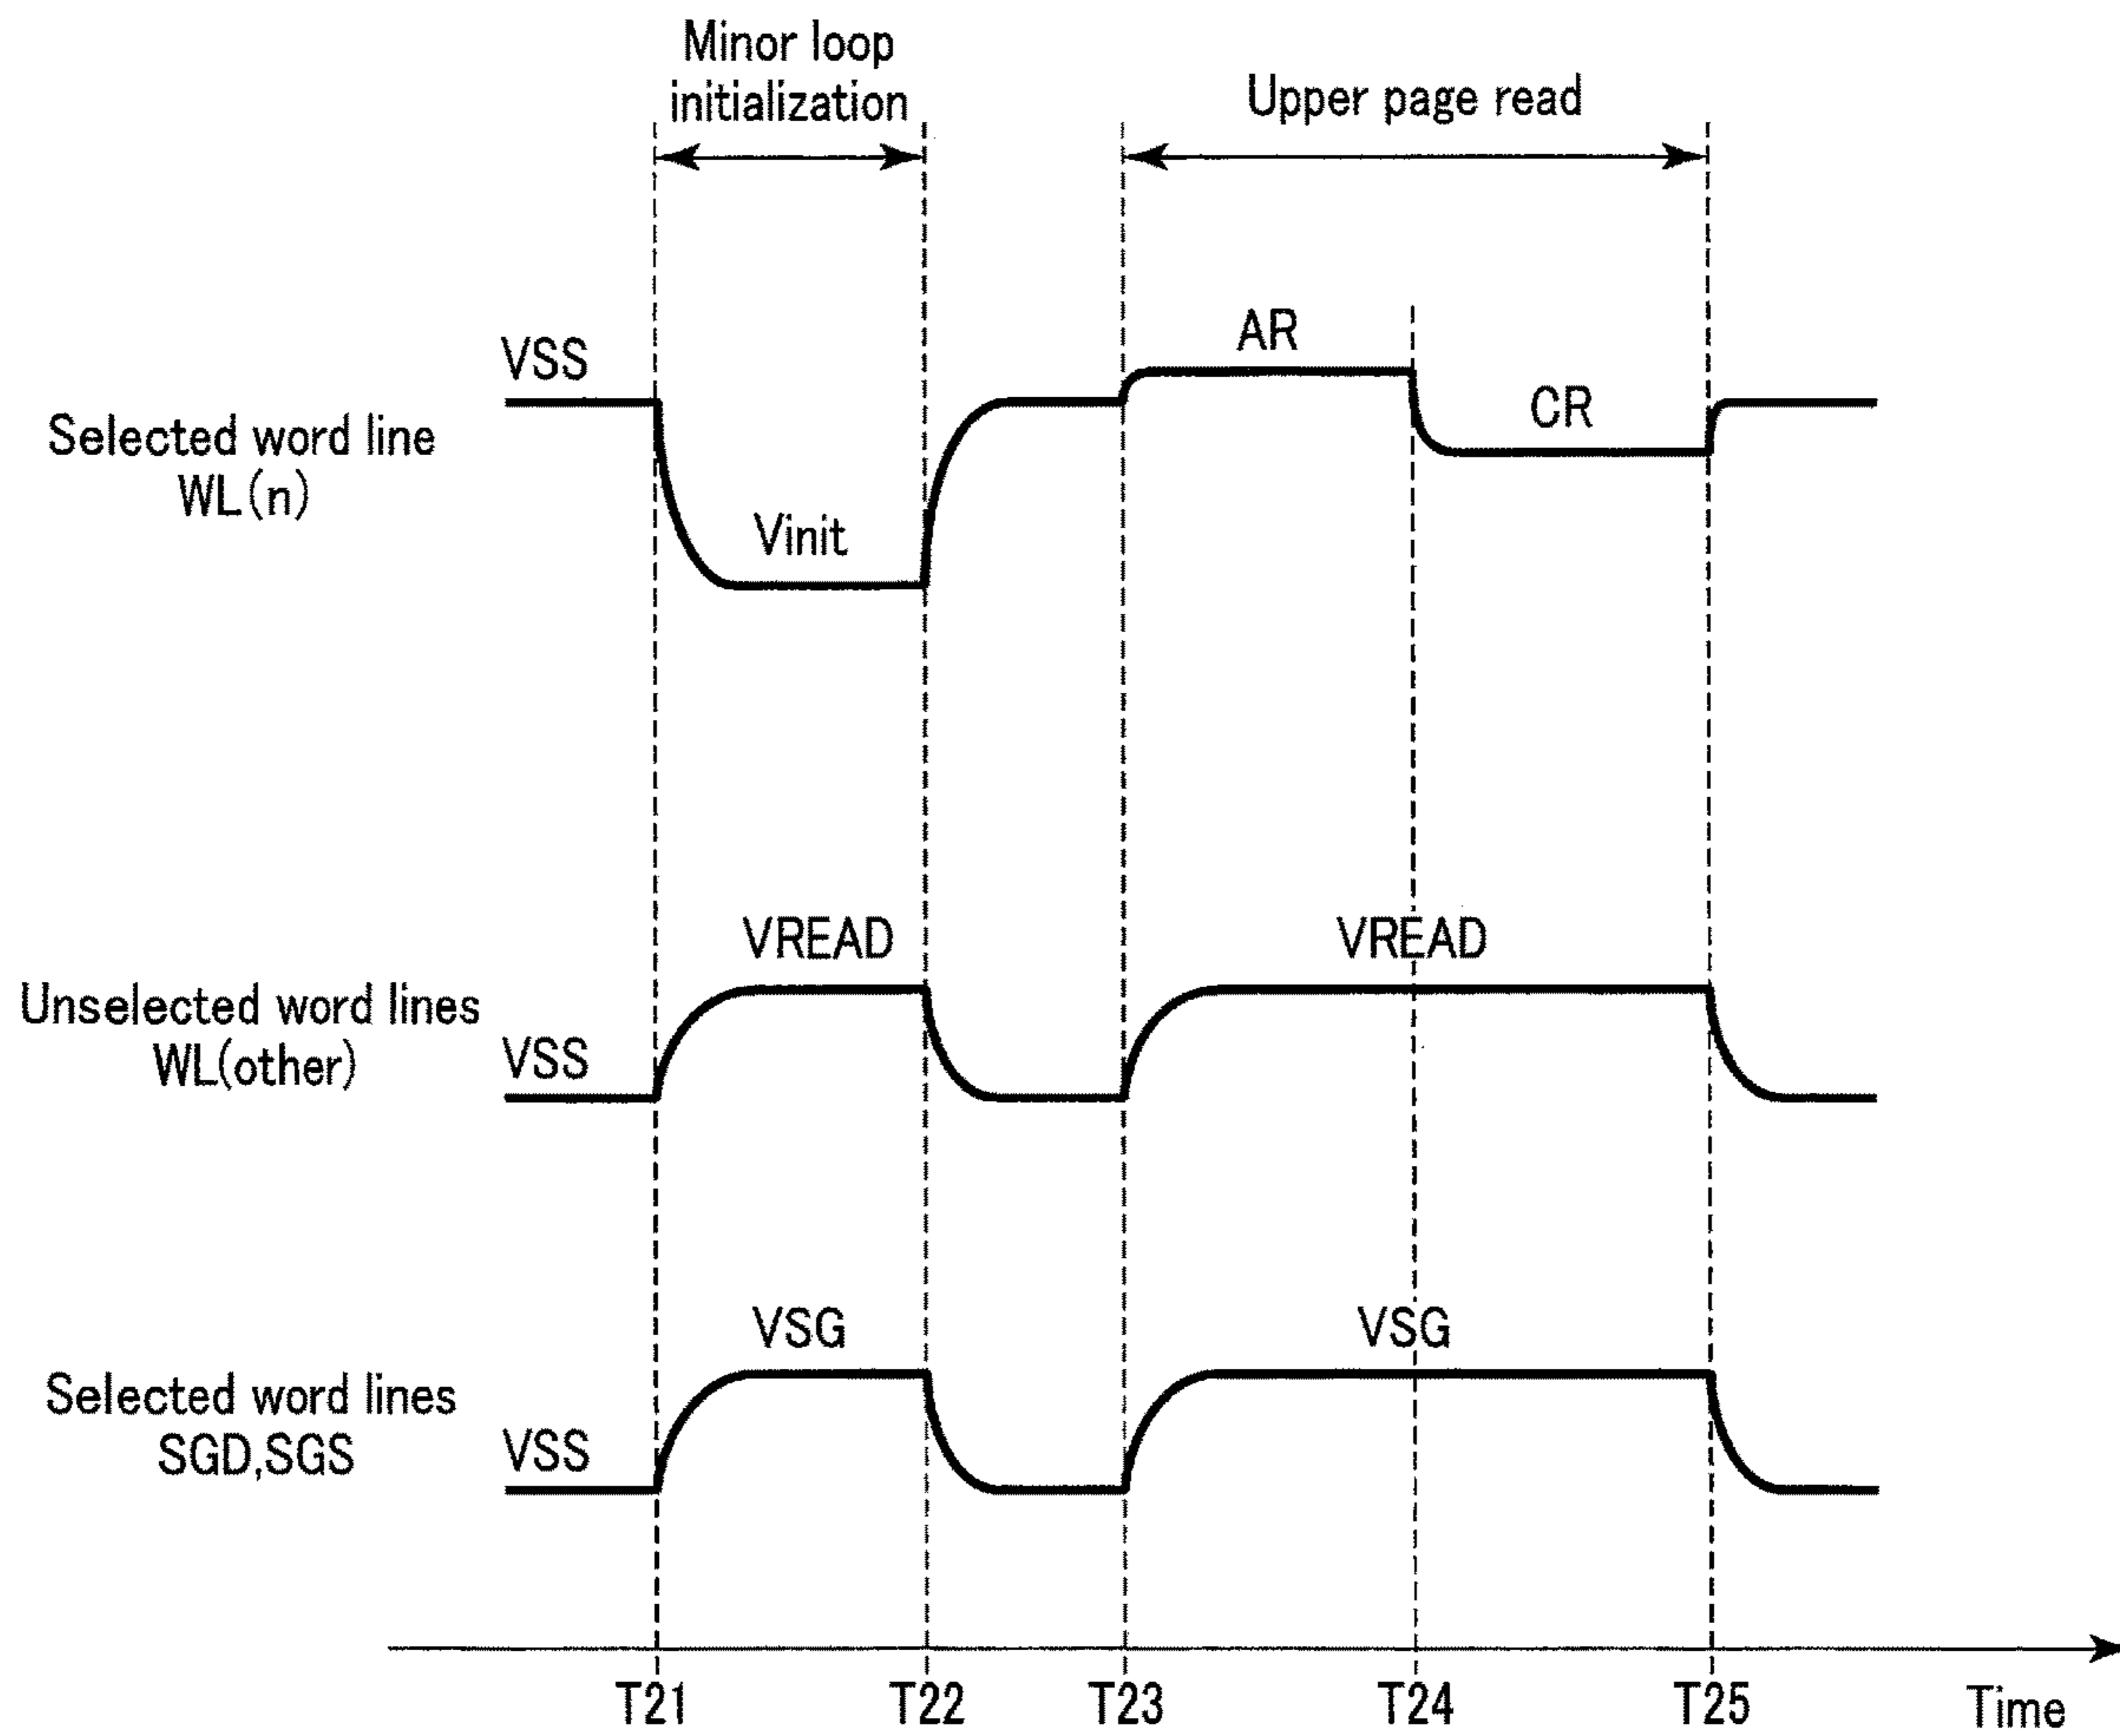 Minor loop
initialization
Upper page read
VSS
AR
CR
Selected word line
WL(n)
Vinit
VREAD
VREAD
Unselected word lines
WL(other)
VSS
VSG
VSG
Selected word lines
SGD,SGS
VSS
T21
T22
T23
T24
T25
Time